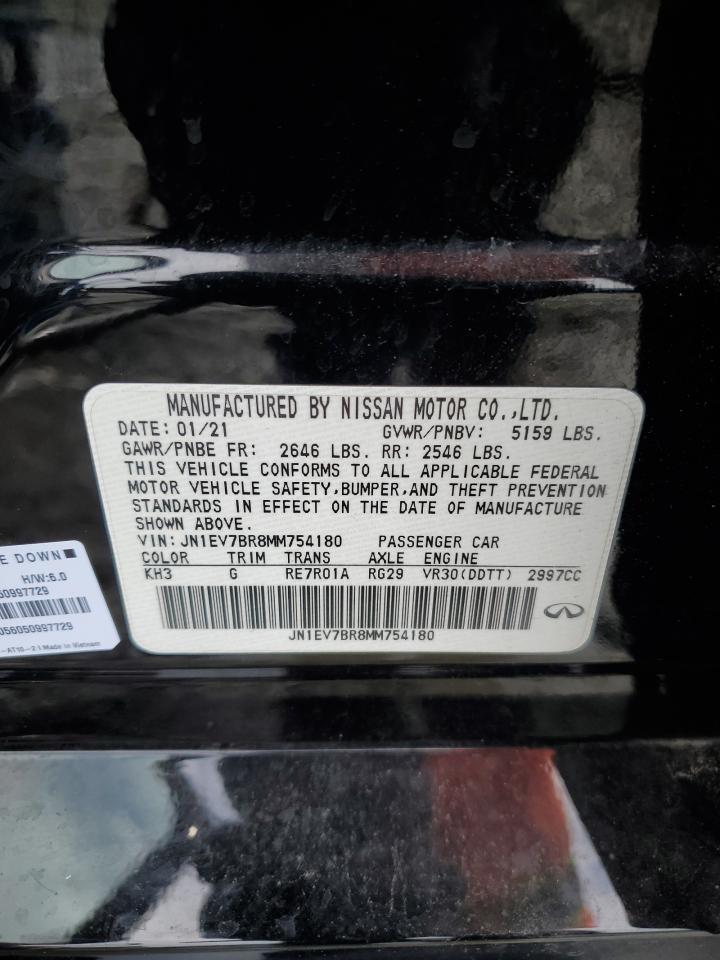 MANUFACTURED BY NISSAN MOTOR CO.,LTD.
DATE: 01/21 GVWR/PNBV: 5159 LBS.
GAWR/PNBE FR: 2646 LBS. RR: 2546 LBS.
THIS VEHICLE CONFORMS TO ALL APPLICABLE FEDERAL
MOTOR VEHICLE SAFETY,BUMPER,AND THEFT PREVENTION
STANDARDS IN EFFECT ON THE DATE OF MANUFACTURE
SHOWN ABOVE.
VIN: JN1EV7BR8MM754180 PASSENGER CAR
COLOR TRIM TRANS AXLE ENGINE
KH3 G RE7R01A RG29 VR30(DDTT) 2997CC
JN1EV7BR8MM754180
E DOWN
H/W:6.0
50997729
056050997729
-AT10-2 | Made in Vietnam